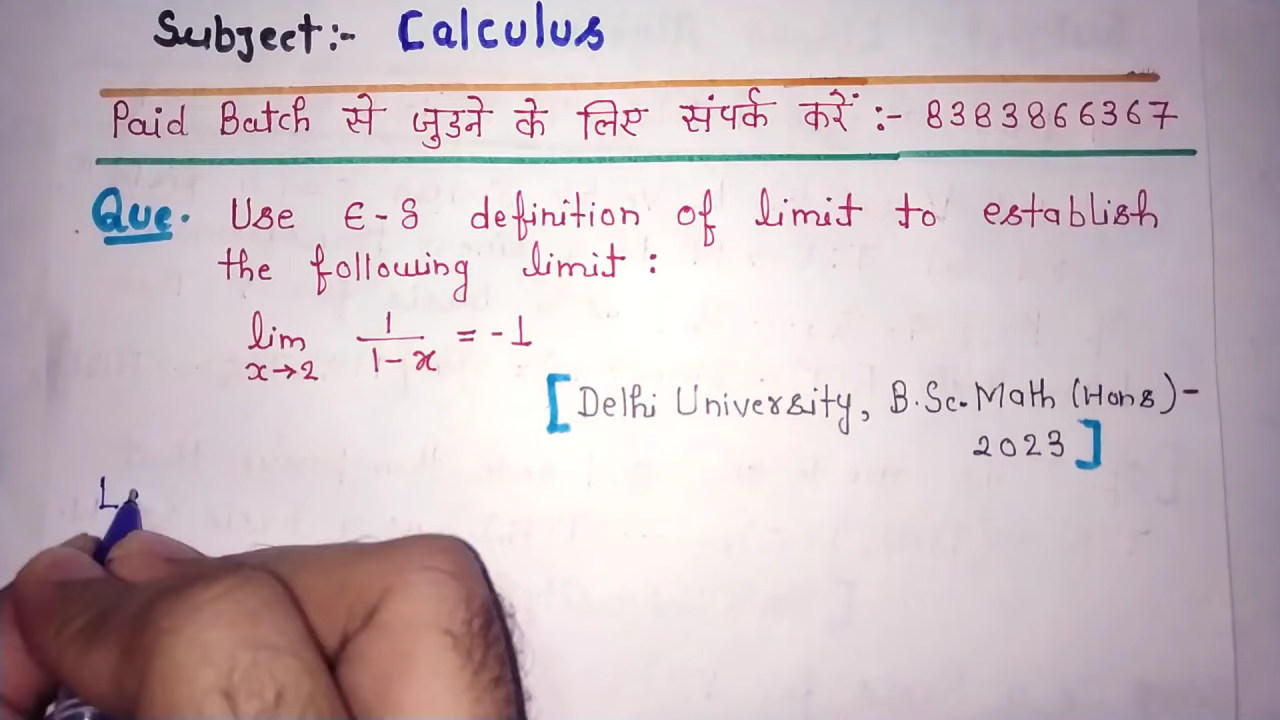 Subject:- Calculus
Paid Batch से जुडने के लिए संपर्क करें :- 8383866367
Que. Use ϵ-δ definition of limit to establish
the following limit :
lim x→2 1/(1-x) = -1
[Delhi University, B.Sc. Math (Hons)-
2023]
L